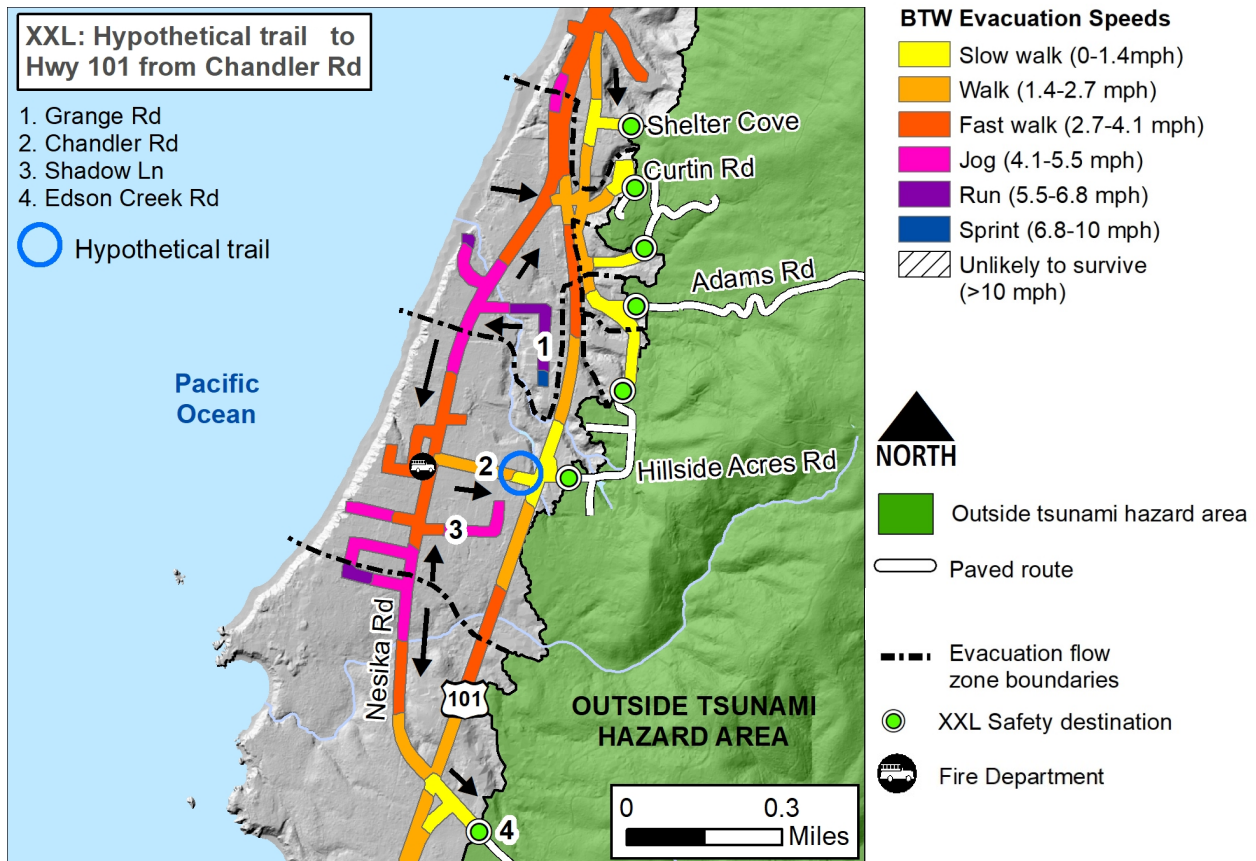 XXL: Hypothetical trail to
Hwy 101 from Chandler Rd
1. Grange Rd
2. Chandler Rd
3. Shadow Ln
4. Edson Creek Rd
Hypothetical trail
Shelter Cove
Curtin Rd
Adams Rd
1
Pacific
Ocean
2
Hillside Acres Rd
3
Nesika Rd
101
OUTSIDE TSUNAMI
HAZARD AREA
4
0 0.3
Miles
BTW Evacuation Speeds
Slow walk (0-1.4mph)
Walk (1.4-2.7 mph)
Fast walk (2.7-4.1 mph)
Jog (4.1-5.5 mph)
Run (5.5-6.8 mph)
Sprint (6.8-10 mph)
Unlikely to survive
(>10 mph)
NORTH
Outside tsunami hazard area
Paved route
Evacuation flow
zone boundaries
XXL Safety destination
Fire Department